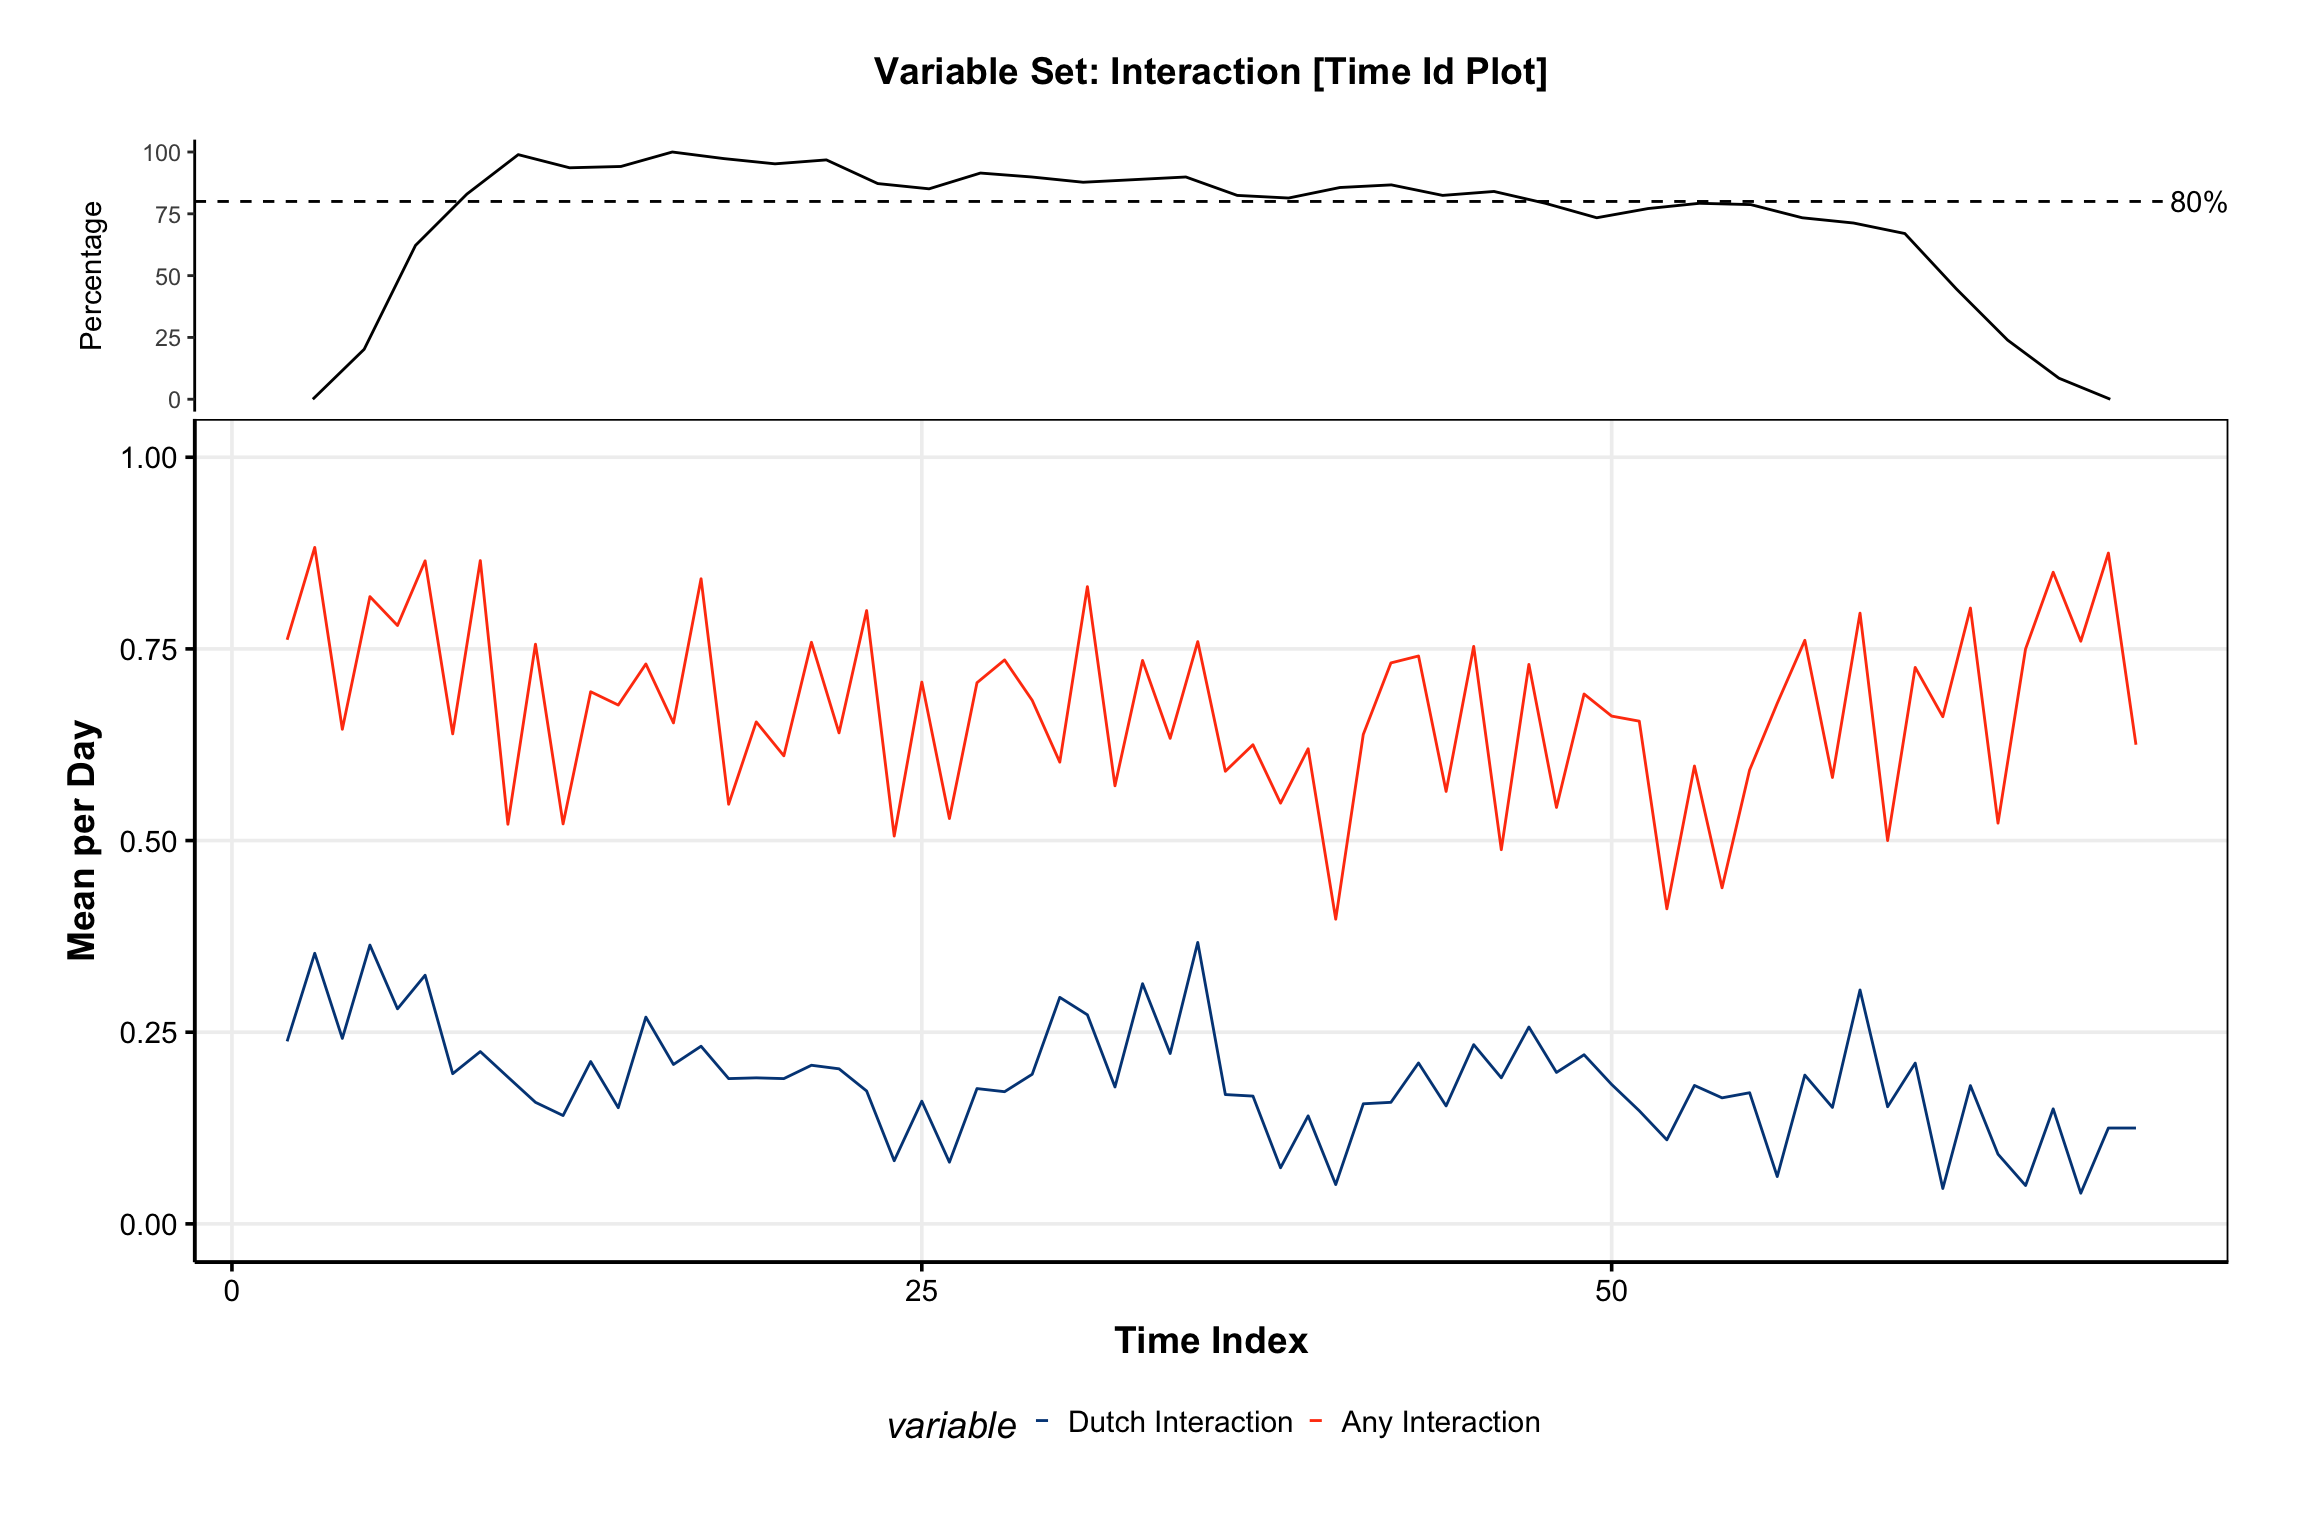 Variable Set: Interaction [Time Id Plot]
Percentage
100
75
50
25
0
80%
Mean per Day
1.00
0.75
0.50
0.25
0.00
0 25 50
Time Index
variable Dutch Interaction Any Interaction